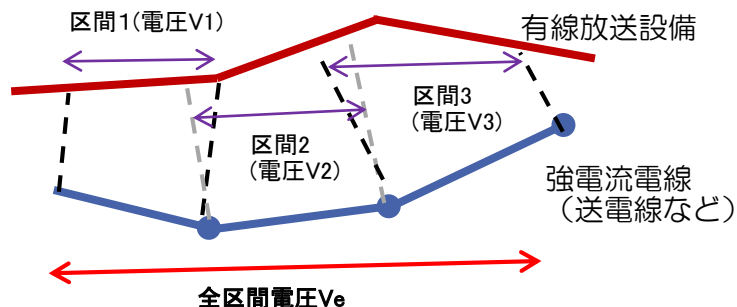 区間1(電圧V1)
有線放送設備
区間3
(電圧V3)
区間2
(電圧V2)
強電流電線
（送電線など）
全区間電圧Ve